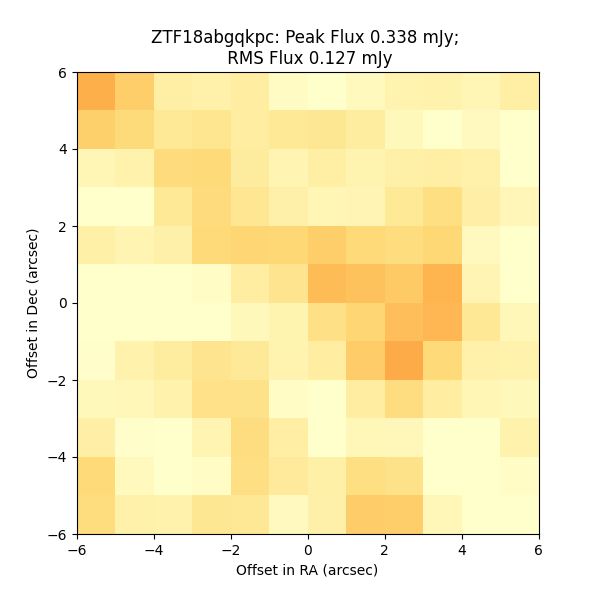 ZTF18abgqkpc: Peak Flux 0.338 mJy;
RMS Flux 0.127 mJy
6
4
2
0
−2
−4
−6
Offset in Dec (arcsec)
−6 −4 −2 0 2 4 6
Offset in RA (arcsec)